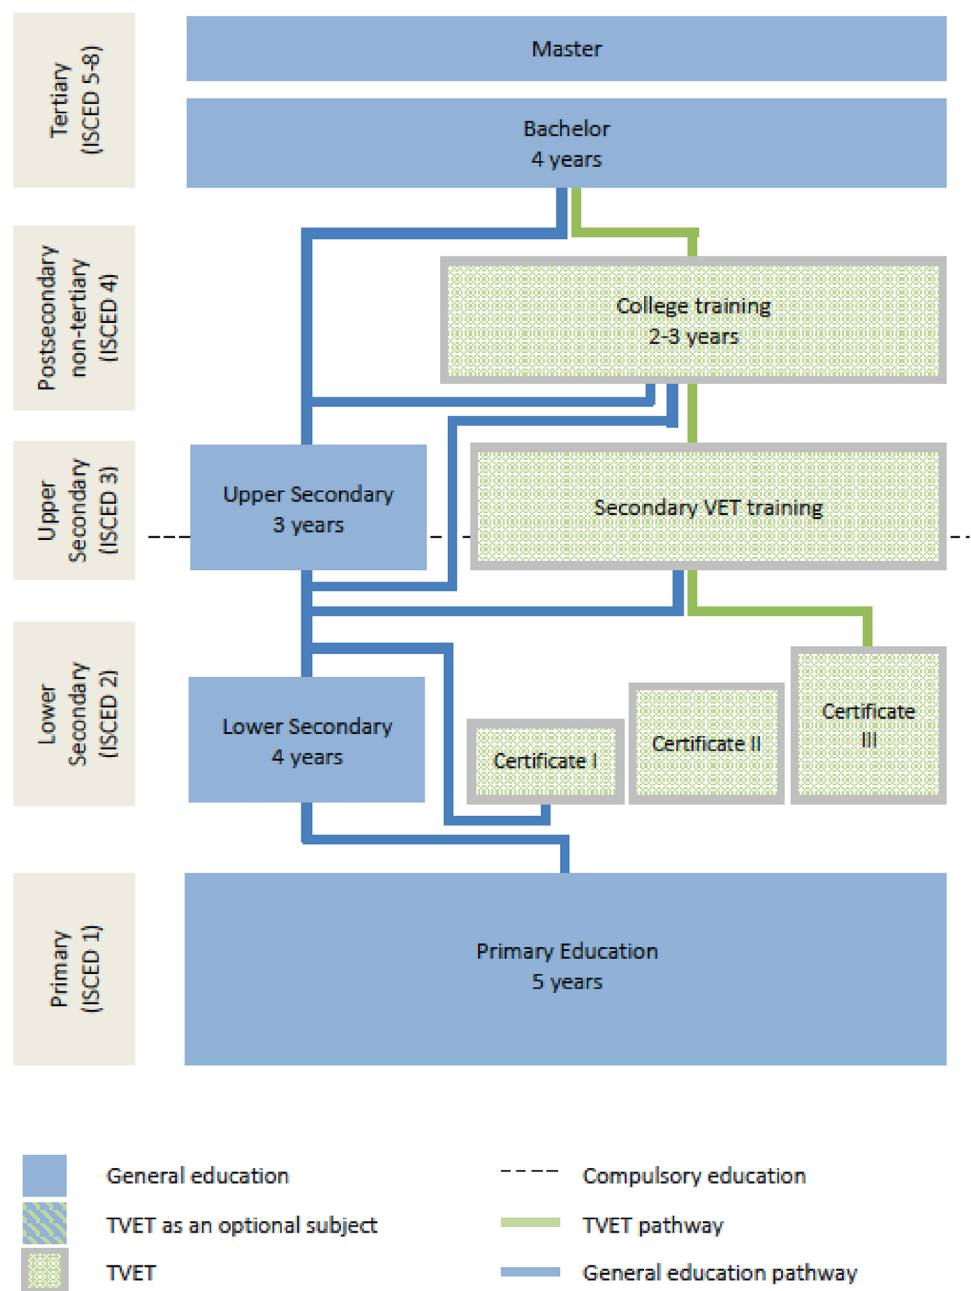 Tertiary
(ISCED 5-8)
Master
Bachelor
4 years
Postsecondary
non-tertiary
(ISCED 4)
College training
2-3 years
Upper
Secondary
(ISCED 3)
Upper Secondary
3 years
Secondary VET training
Lower
Secondary
(ISCED 2)
Lower Secondary
4 years
Certificate I
Certificate II
Certificate
III
Primary
(ISCED 1)
Primary Education
5 years
General education
Compulsory education
TVET as an optional subject
TVET pathway
TVET
General education pathway